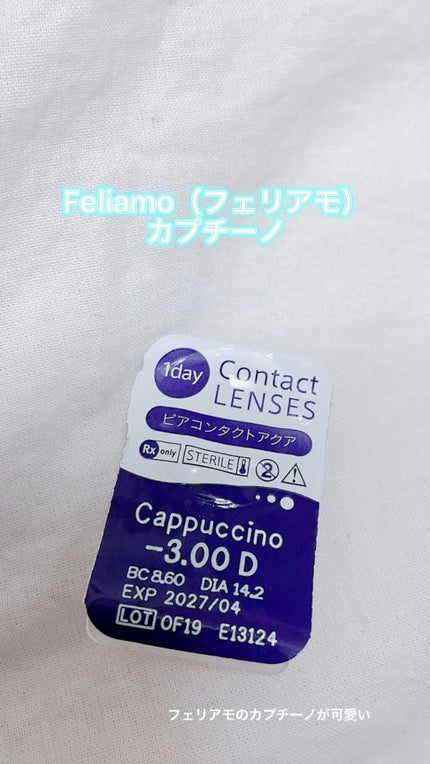 Feliamo（フェリアモ）
カプチーノ
1day
Contact
LENSES
ピアコンタクトアクア
Rx only
STERILE
2
Cappuccino
-3.00 D
BC 8.60 DIA 14.2
EXP 2027/04
LOT OF19 E13124
フェリアモのカプチーノが可愛い